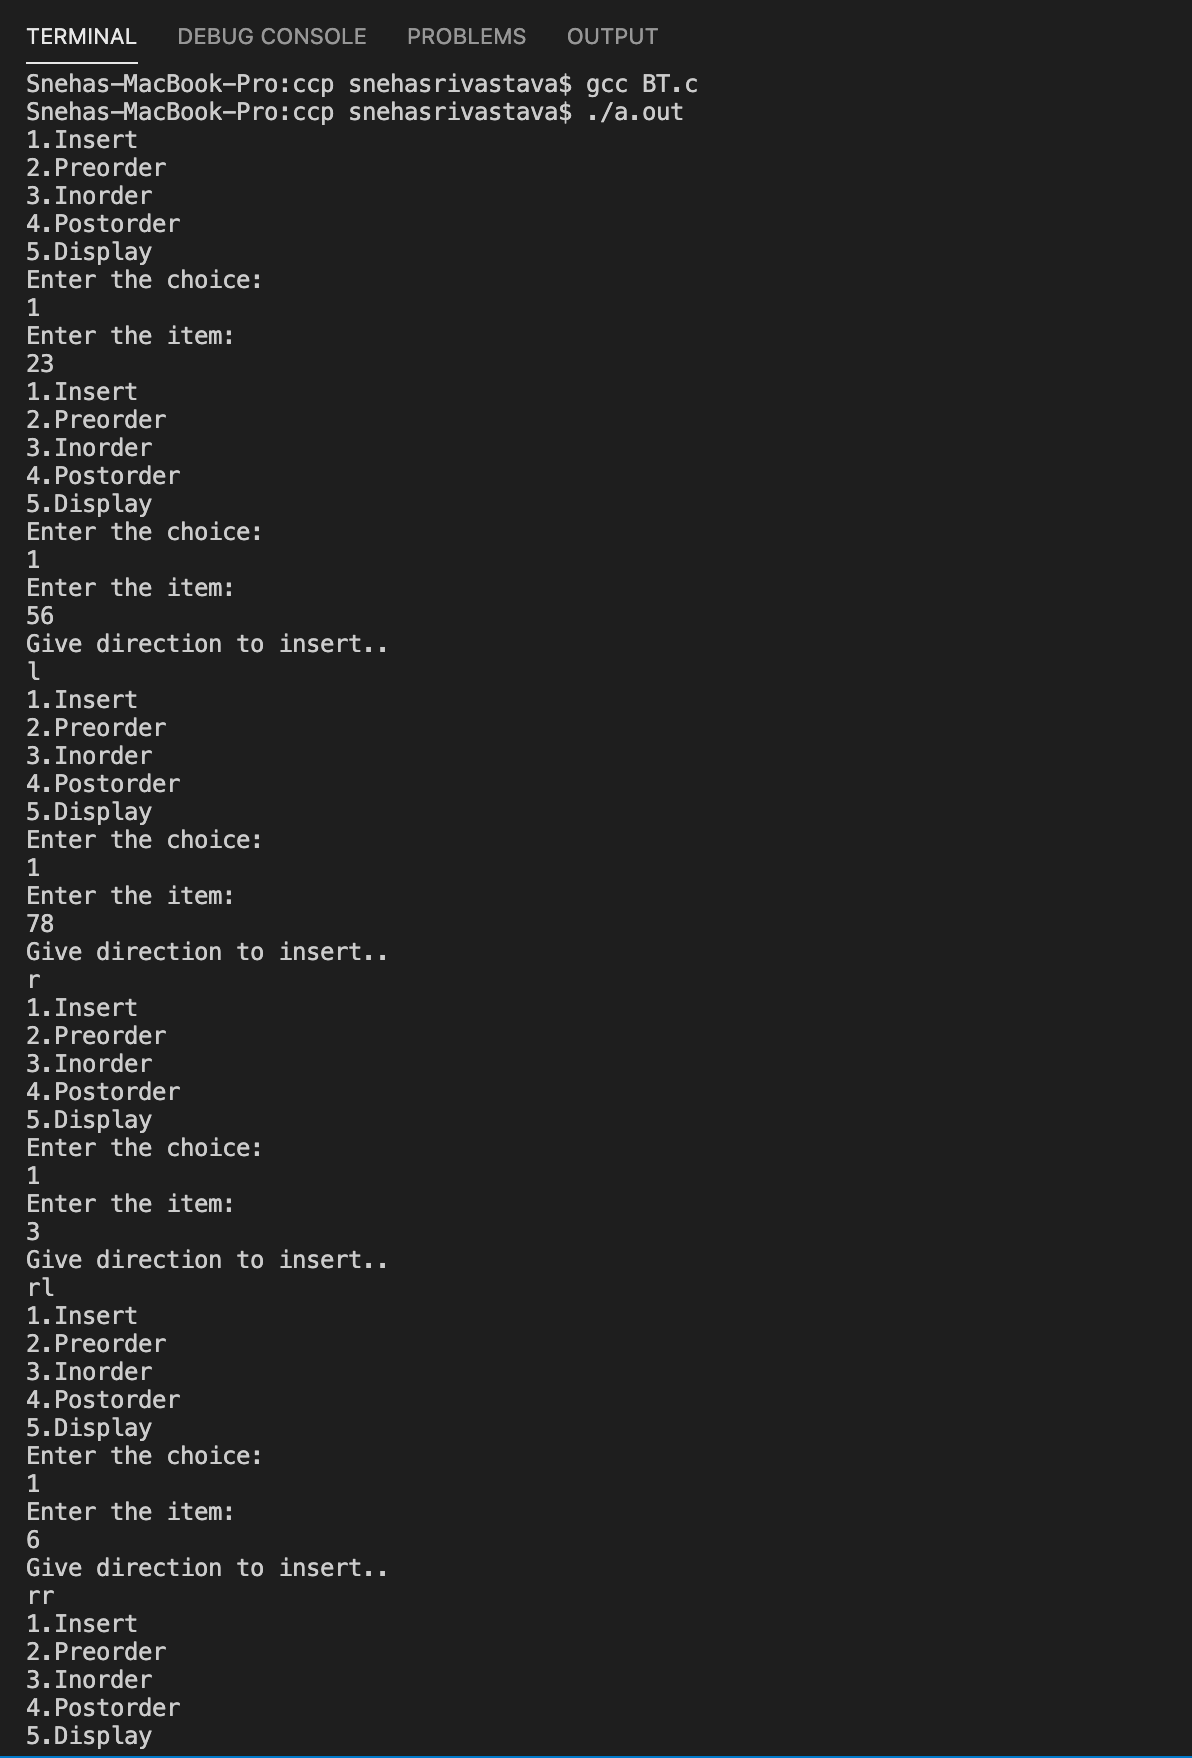 TERMINAL DEBUG CONSOLE PROBLEMS OUTPUT
Snehas-MacBook-Pro:ccp snehasrivastava$ gcc BT.c
Snehas-MacBook-Pro:ccp snehasrivastava$ ./a.out
1.Insert
2.Preorder
3.Inorder
4.Postorder
5.Display
Enter the choice:
1
Enter the item:
23
1.Insert
2.Preorder
3.Inorder
4.Postorder
5.Display
Enter the choice:
1
Enter the item:
56
Give direction to insert..
l
1.Insert
2.Preorder
3.Inorder
4.Postorder
5.Display
Enter the choice:
1
Enter the item:
78
Give direction to insert..
r
1.Insert
2.Preorder
3.Inorder
4.Postorder
5.Display
Enter the choice:
1
Enter the item:
3
Give direction to insert..
rl
1.Insert
2.Preorder
3.Inorder
4.Postorder
5.Display
Enter the choice:
1
Enter the item:
6
Give direction to insert..
rr
1.Insert
2.Preorder
3.Inorder
4.Postorder
5.Display